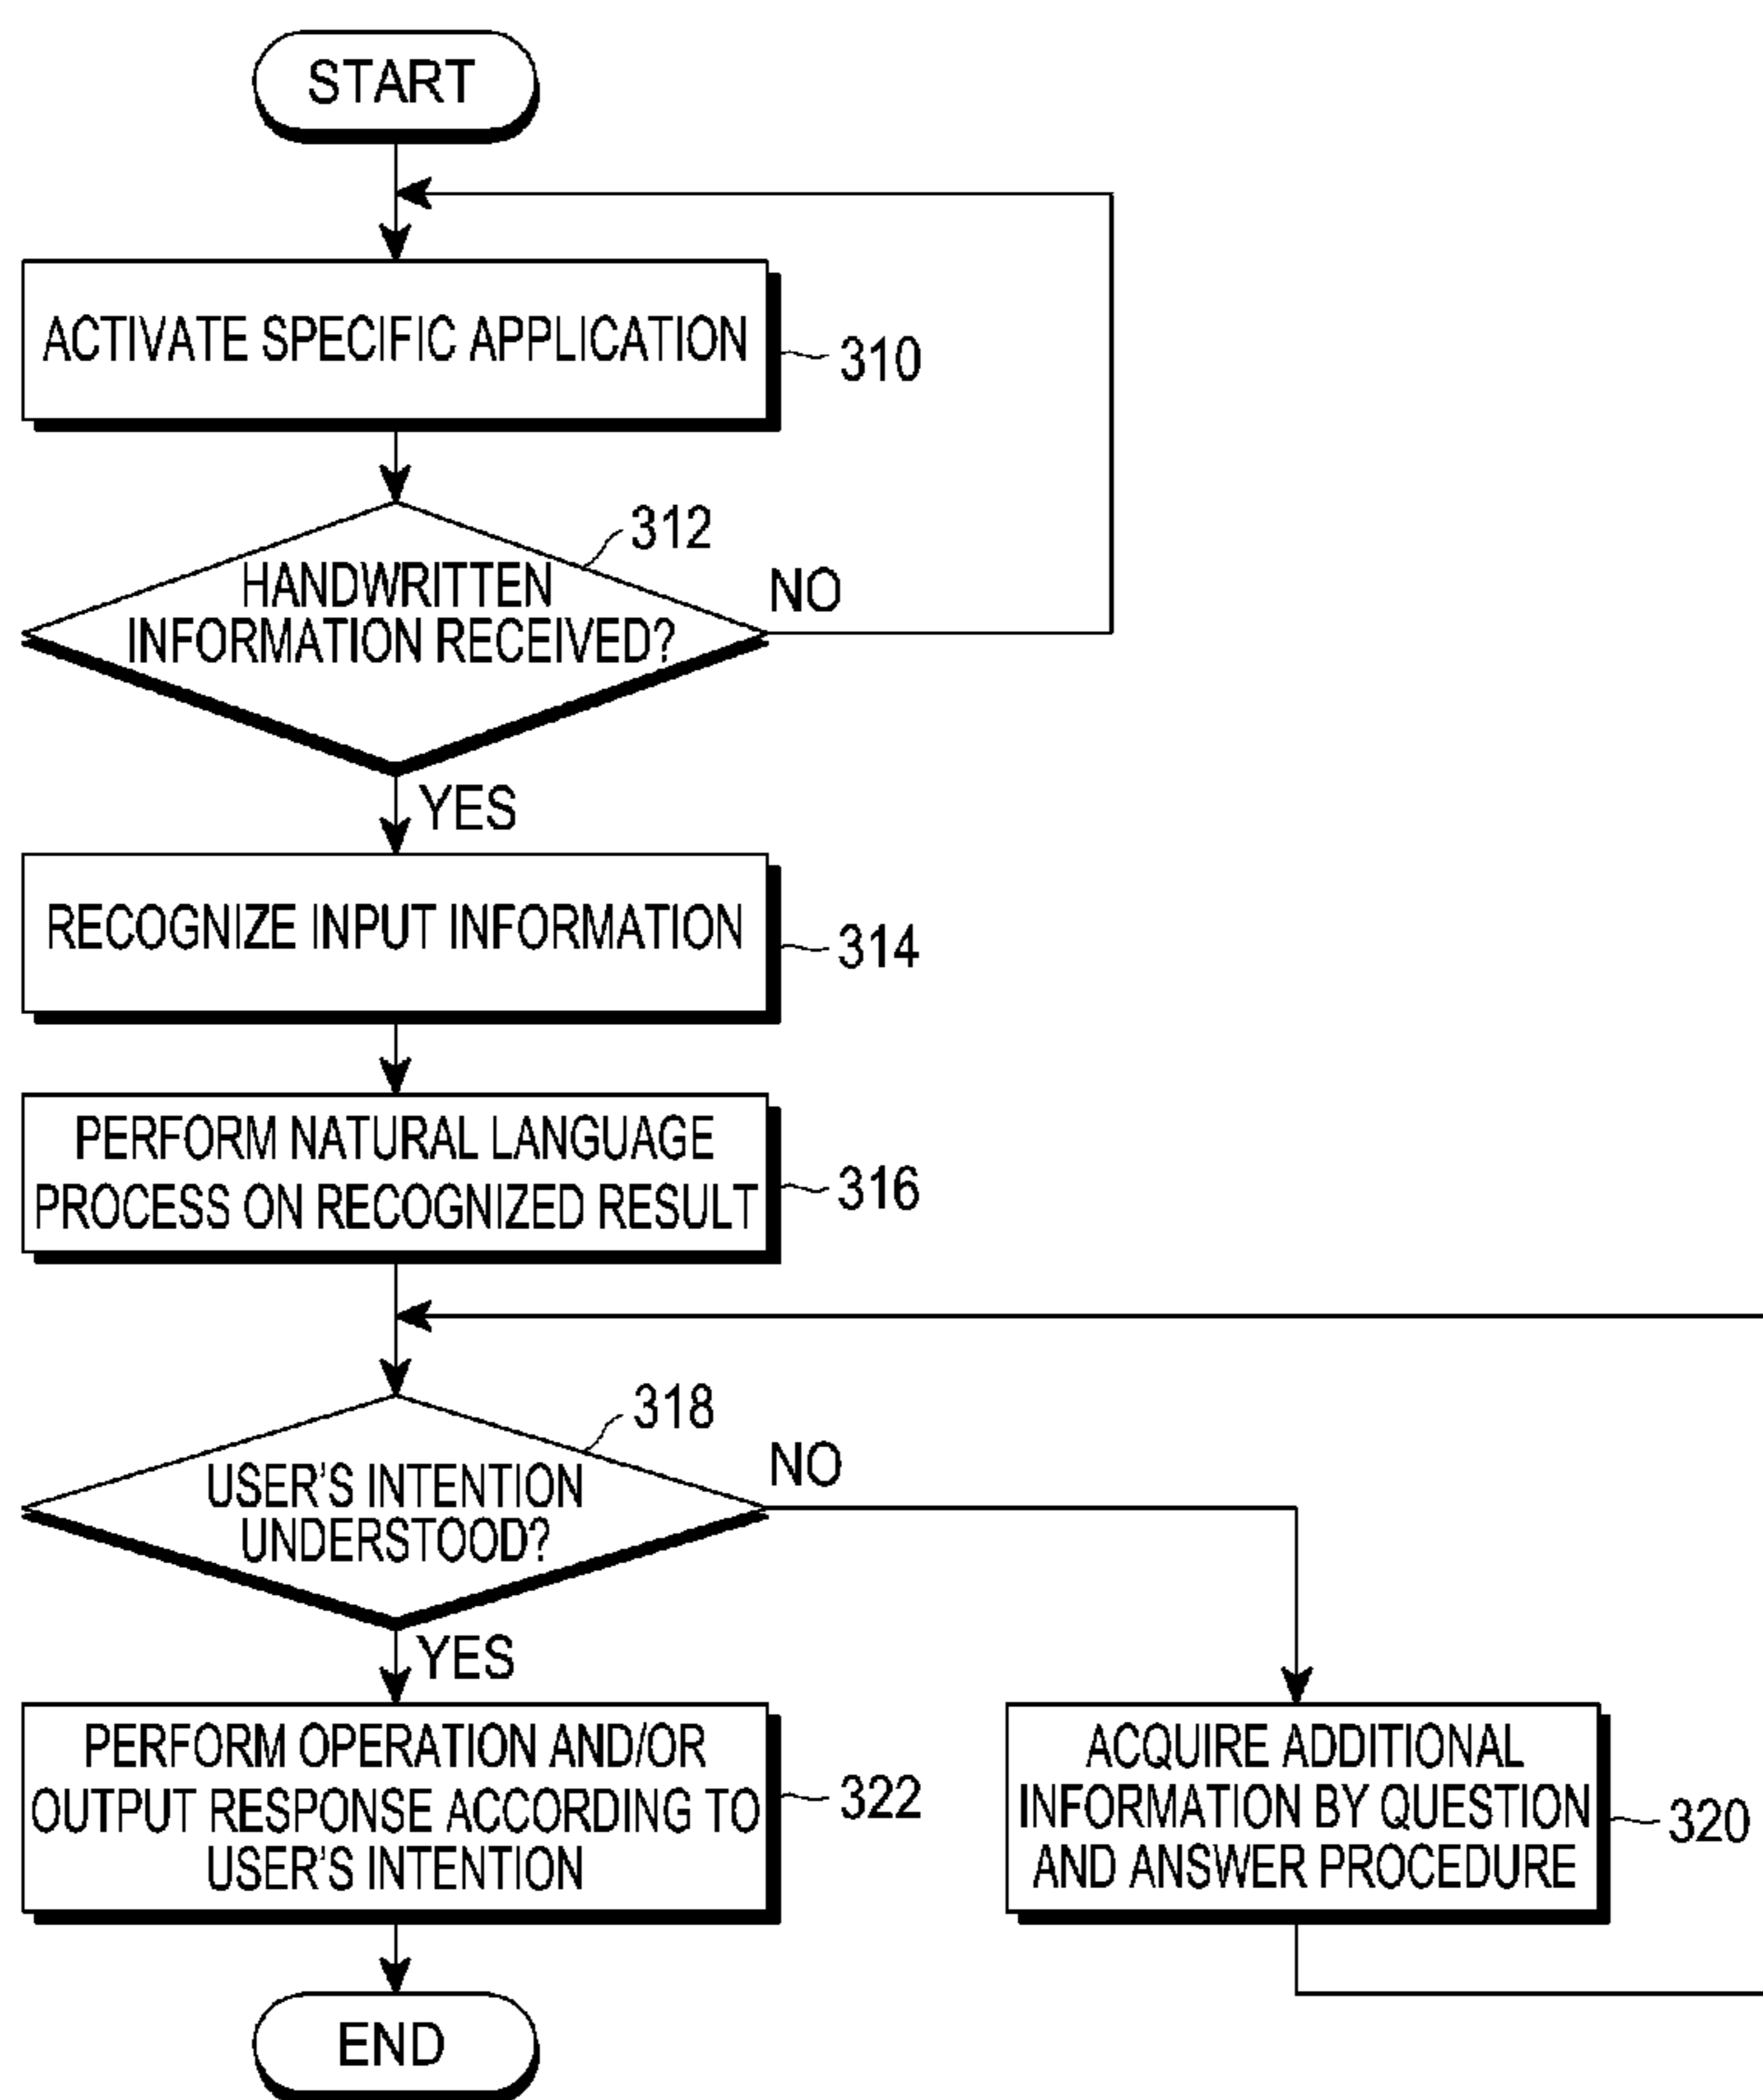 START
ACTIVATE SPECIFIC APPLICATION
310
312
HANDWRITTEN
INFORMATION RECEIVED?
NO
YES
RECOGNIZE INPUT INFORMATION
314
PERFORM NATURAL LANGUAGE
PROCESS ON RECOGNIZED RESULT
316
318
USER'S INTENTION
UNDERSTOOD?
NO
YES
PERFORM OPERATION AND/OR
OUTPUT RESPONSE ACCORDING TO
USER'S INTENTION
322
ACQUIRE ADDITIONAL
INFORMATION BY QUESTION
AND ANSWER PROCEDURE
320
END